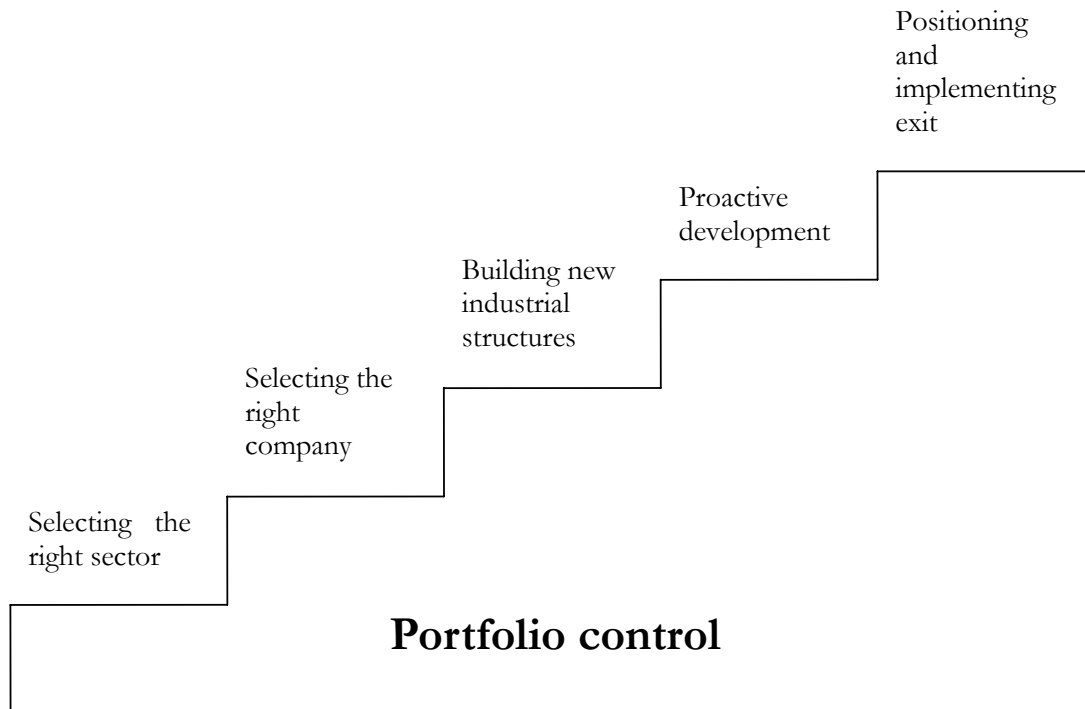 Positioning
and
implementing
exit
Proactive
development
Building new
industrial
structures
Selecting the
right
company
Selecting the
right sector
Portfolio control